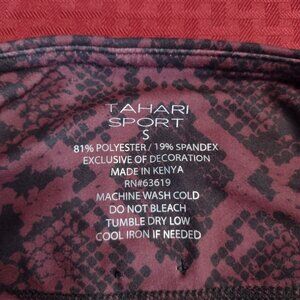 TAHARI
SPORT
S
81% POLYESTER / 19% SPANDEX
EXCLUSIVE OF DECORATION
MADE IN KENYA
RN#63619
MACHINE WASH COLD
DO NOT BLEACH
TUMBLE DRY LOW
COOL IRON IF NEEDED